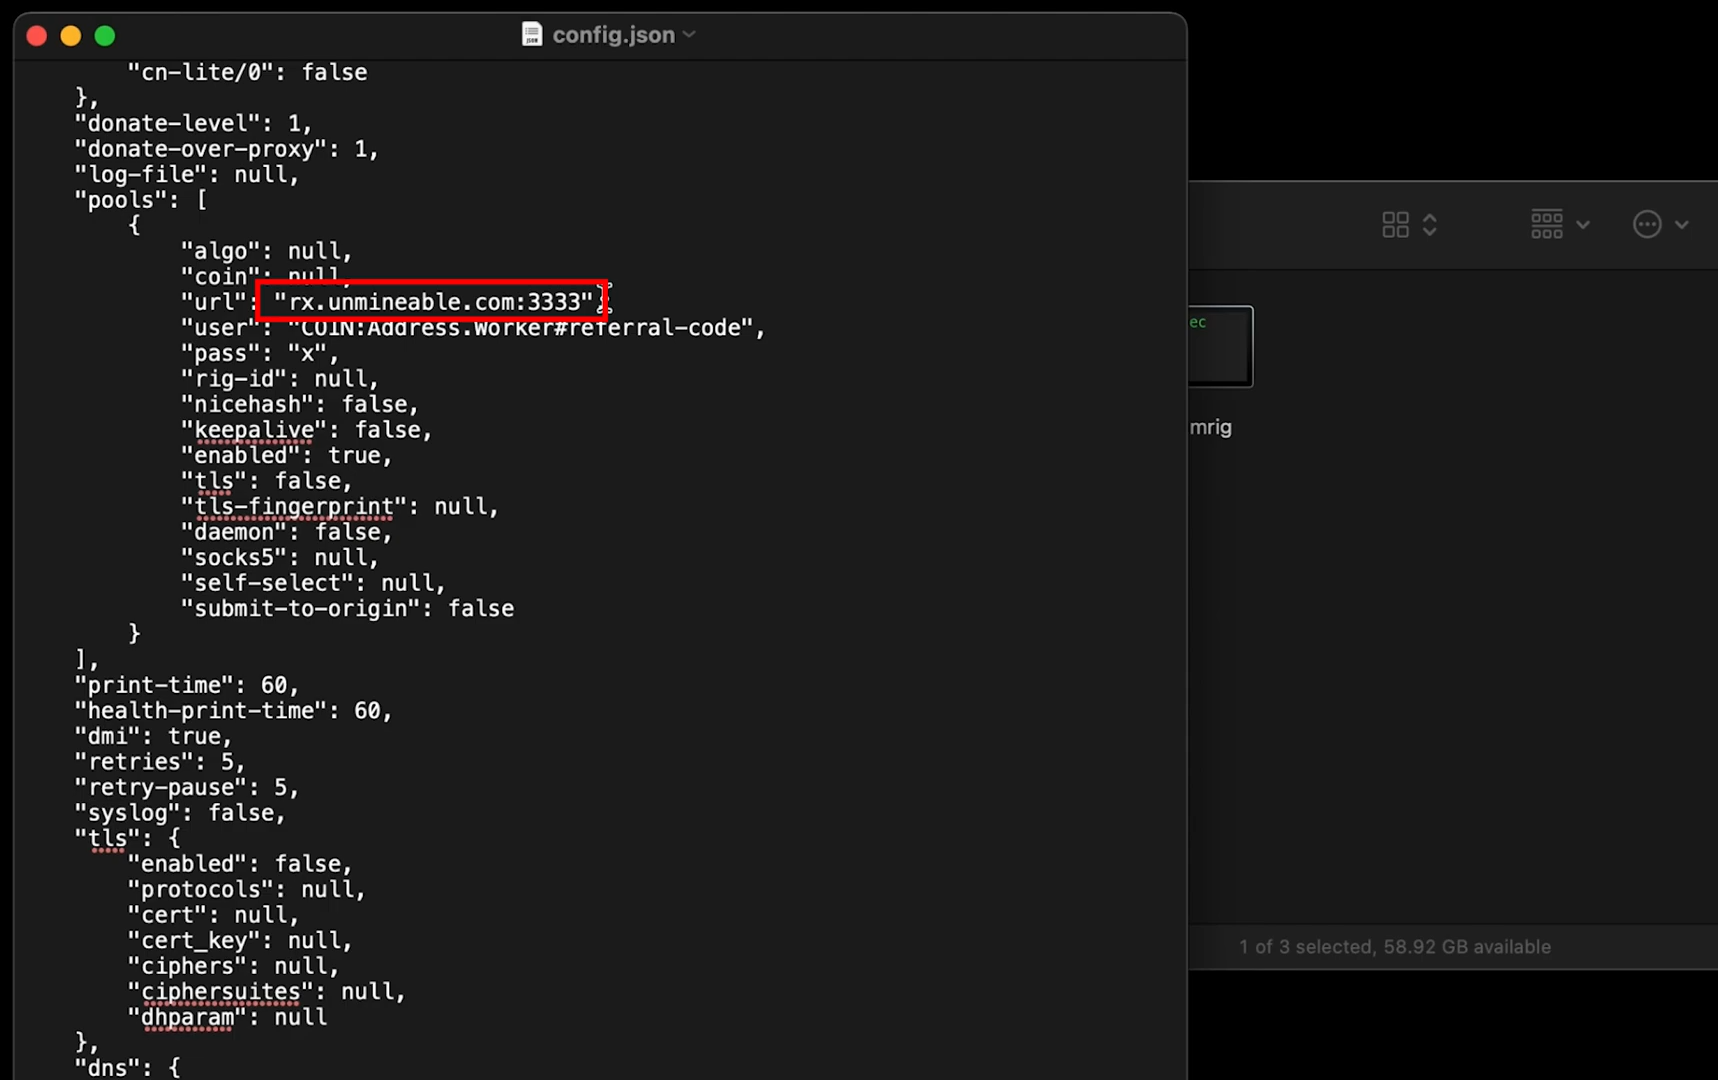 config.json
"cn-lite/0": false
},
"donate-level": 1,
"donate-over-proxy": 1,
"log-file": null,
"pools": [
{
"algo": null,
"coin": null,
"url": "rx.unmineable.com:3333",
"user": "COIN:Address.Worker#referral-code",
"pass": "x",
"rig-id": null,
"nicehash": false,
"keepalive": false,
"enabled": true,
"tls": false,
"tls-fingerprint": null,
"daemon": false,
"socks5": null,
"self-select": null,
"submit-to-origin": false
}
],
"print-time": 60,
"health-print-time": 60,
"dmi": true,
"retries": 5,
"retry-pause": 5,
"syslog": false,
"tls": {
"enabled": false,
"protocols": null,
"cert": null,
"cert_key": null,
"ciphers": null,
"ciphersuites": null,
"dhparam": null
},
"dns": {
ec
mrig
1 of 3 selected, 58.92 GB available